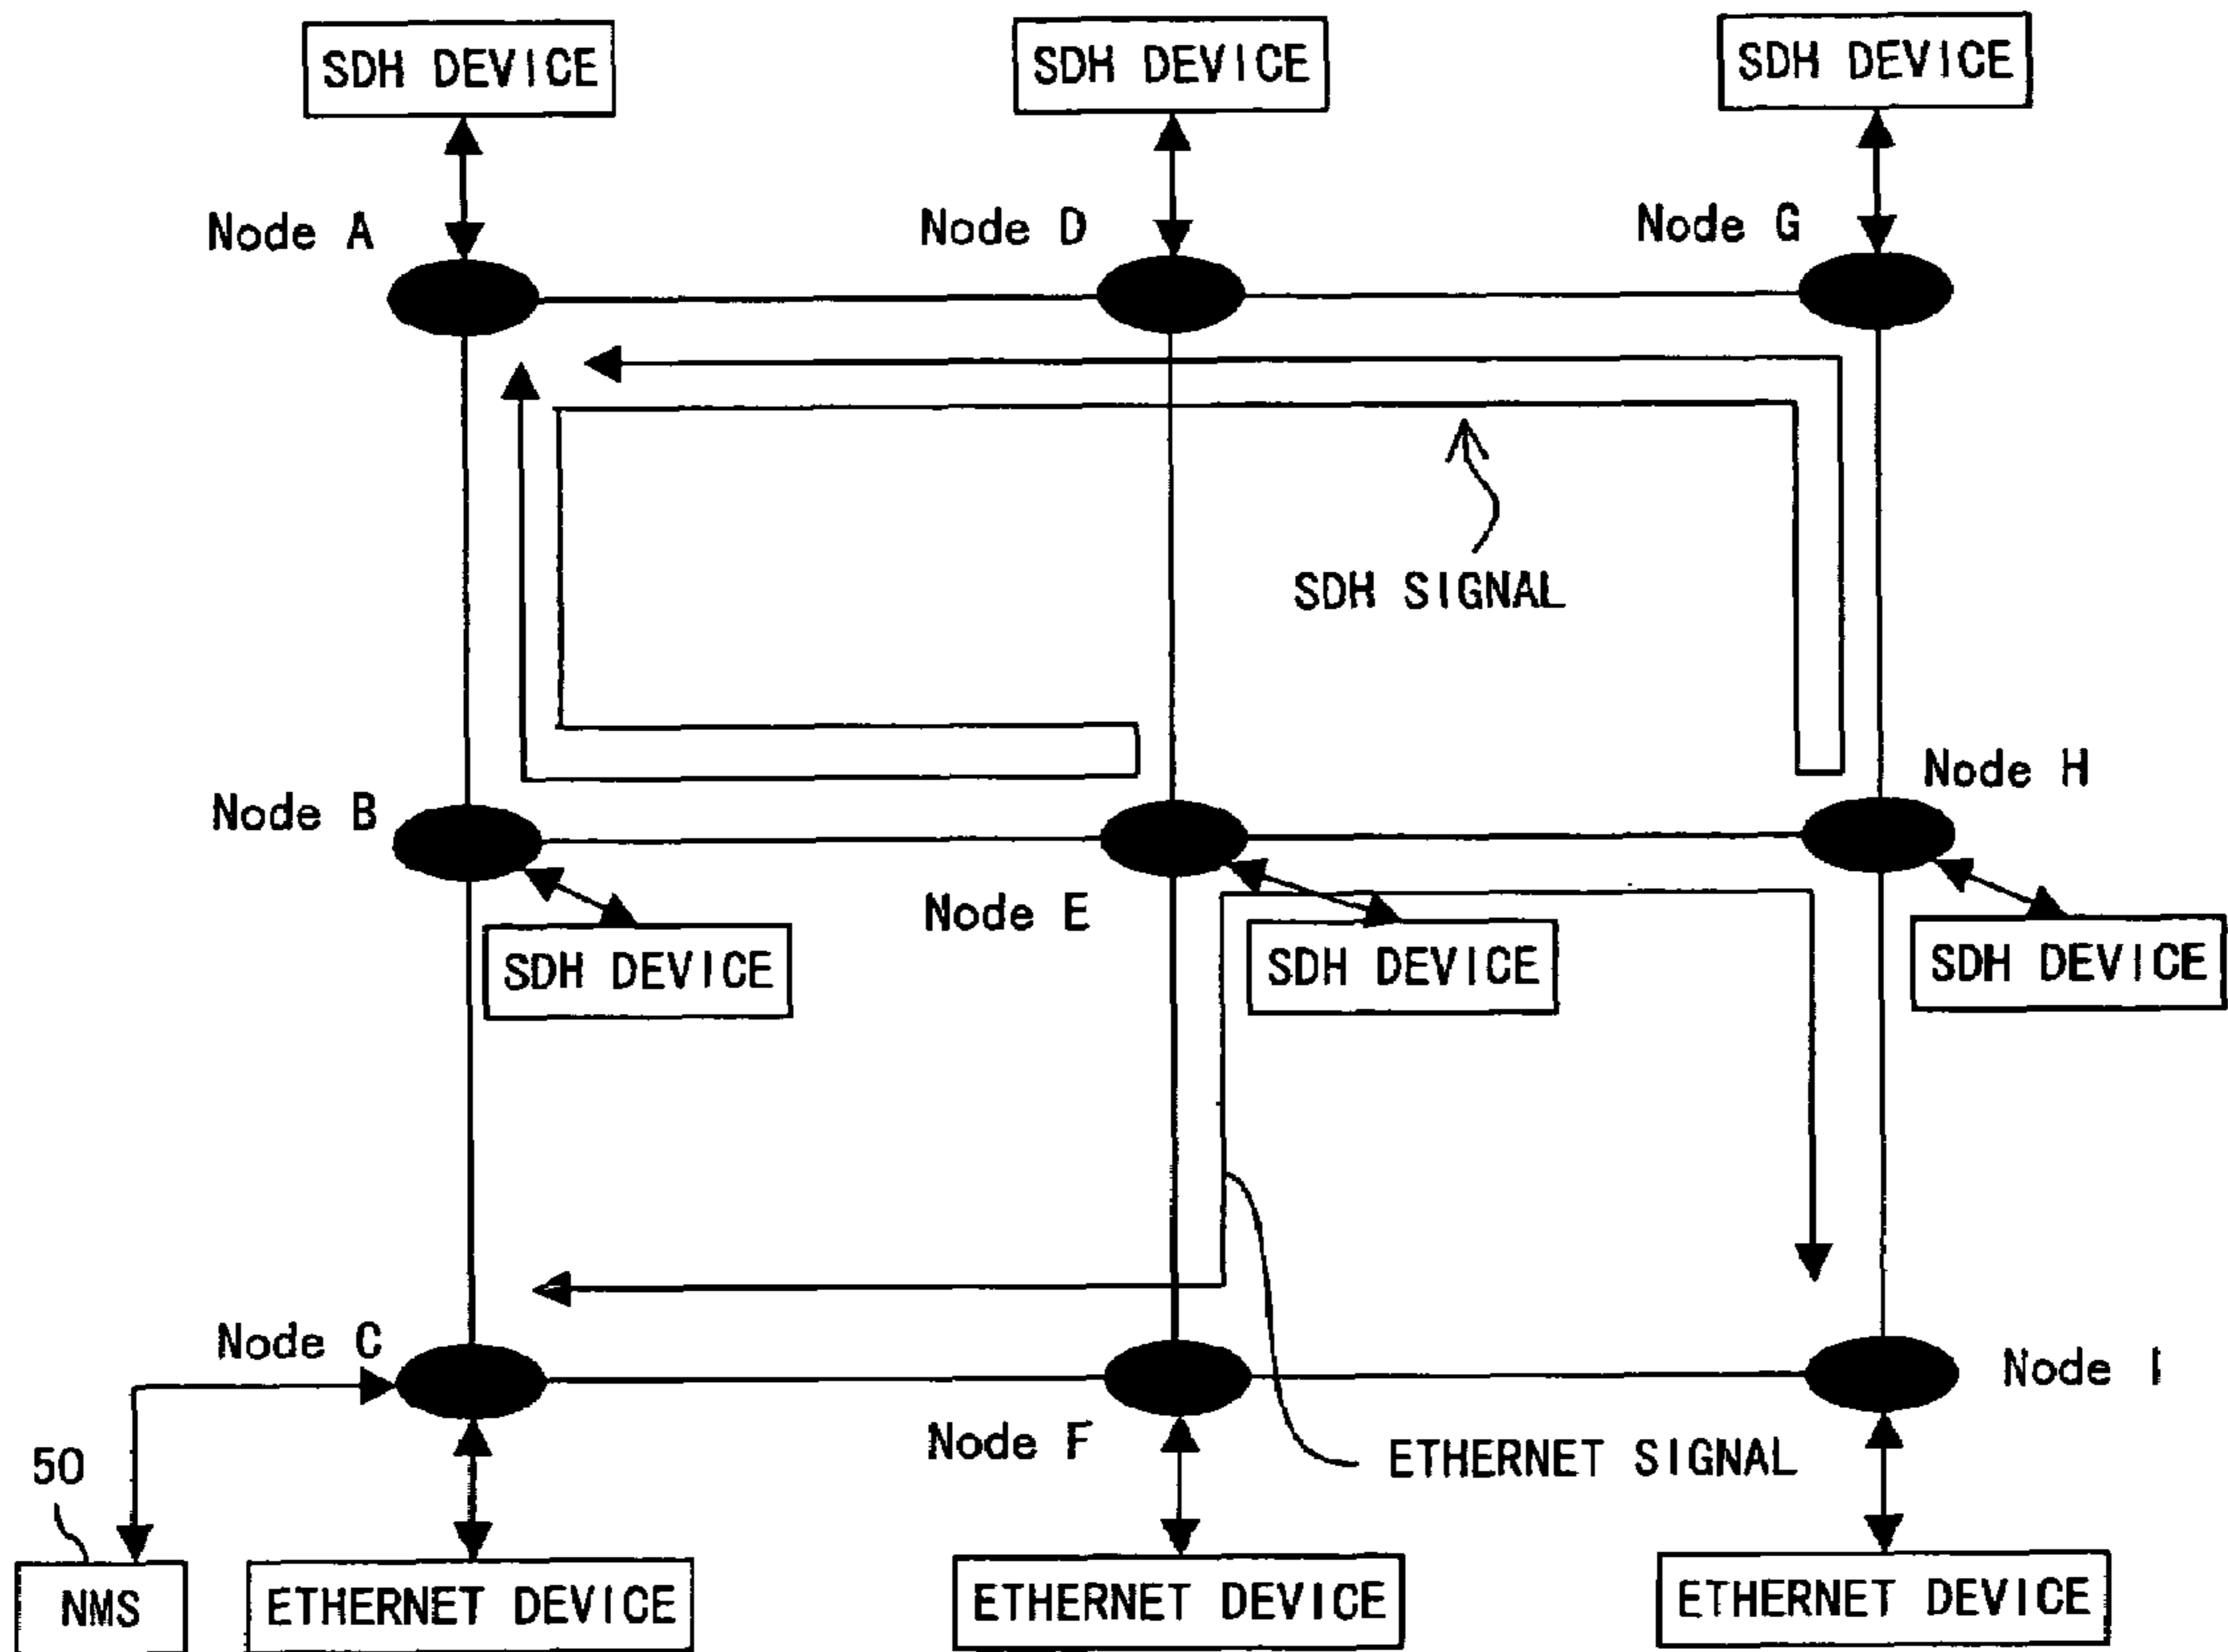 SDH DEVICE
SDH DEVICE
SDH DEVICE
Node A
Node D
Node G
SDH SIGNAL
Node B
Node E
Node H
SDH DEVICE
SDH DEVICE
SDH DEVICE
Node C
Node F
Node I
ETHERNET SIGNAL
50
NMS
ETHERNET DEVICE
ETHERNET DEVICE
ETHERNET DEVICE